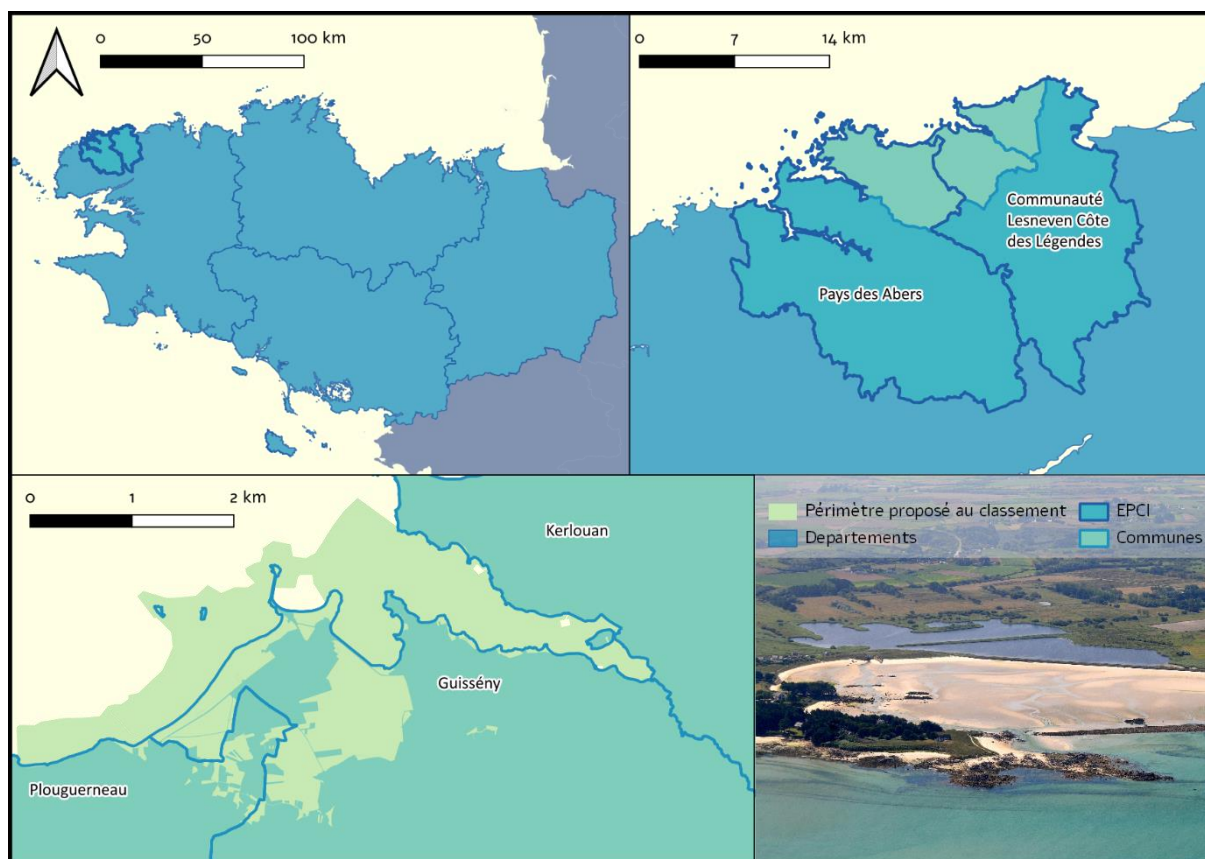 0 50 100 km
0 7 14 km
Communauté
Lesneven Côte
des Légendes
Pays des Abers
0 1 2 km
Kerlouan
Guissény
Plouguerneau
Périmètre proposé au classement
Departements
EPCI
Communes